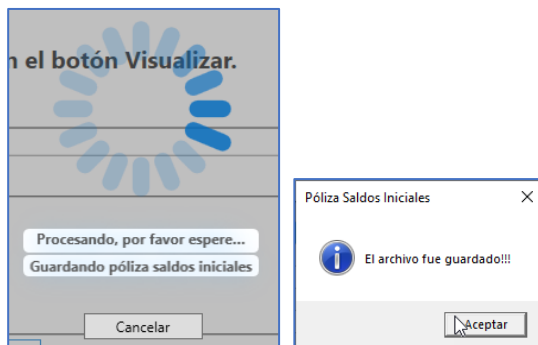 el botón Visualizar.
Procesando, por favor espere...
Guardando póliza saldos iniciales
Cancelar
Póliza Saldos Iniciales
El archivo fue guardado!!!
Aceptar